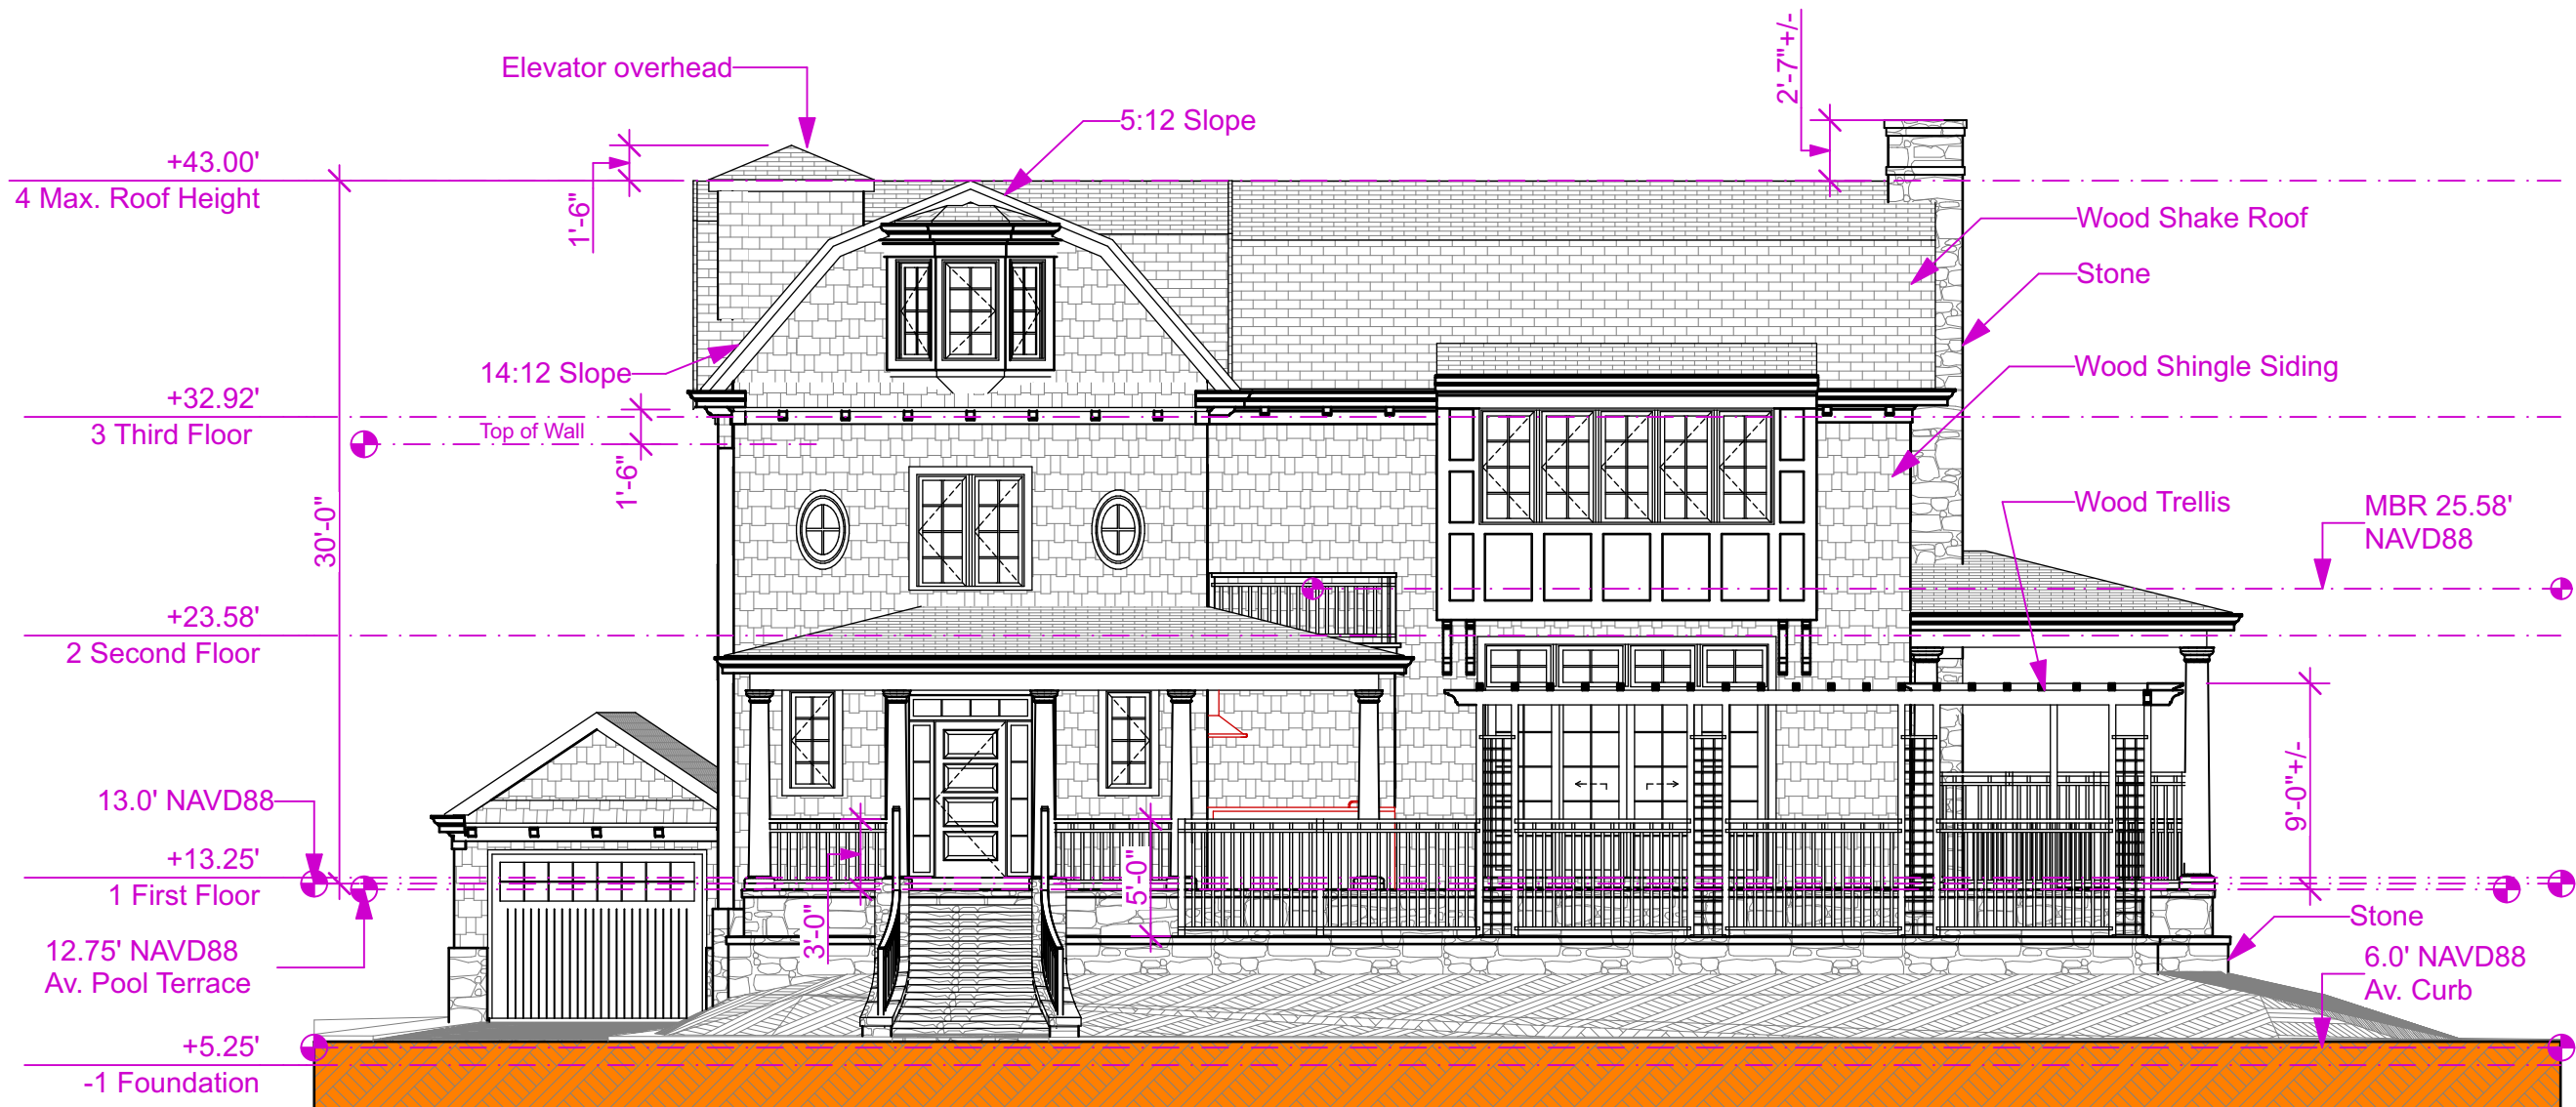 2'-7"+/-
Elevator overhead
5:12 Slope
+43.00'
4 Max. Roof Height
1'-6"
Wood Shake Roof
Stone
14:12 Slope
Wood Shingle Siding
+32.92'
3 Third Floor
Top of Wall
1'-6"
30'-0"
Wood Trellis
MBR 25.58'
NAVD88
+23.58'
2 Second Floor
9'-0"+/-
13.0' NAVD88
+13.25'
1 First Floor
5'-0"
3'-0"
Stone
12.75' NAVD88
Av. Pool Terrace
6.0' NAVD88
Av. Curb
+5.25'
-1 Foundation